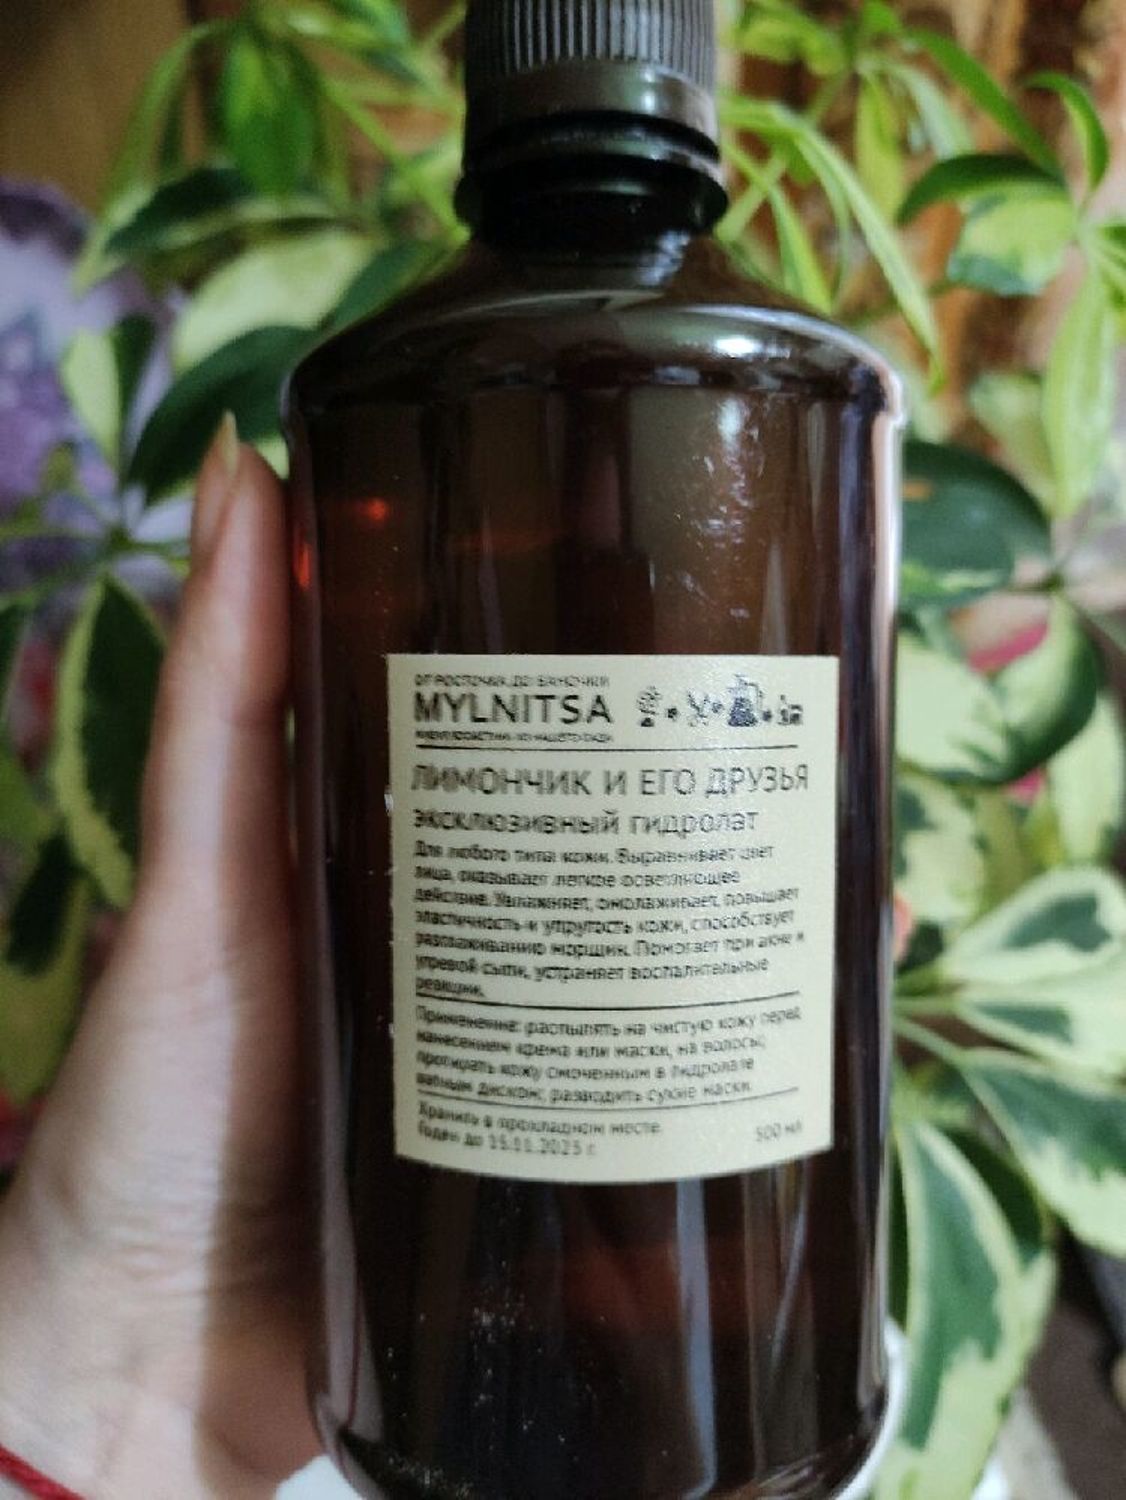 ОТ РОСТОЧКА ДО БАНОЧКИ
MYLNITSA
ЛИМОНЧИК И ЕГО ДРУЗЬЯ
эксклюзивный гидролат
Для любого типа кожи. Выравнивает цвет
лица, оказывает легкое осветляющее
действие. Увлажняет, омолаживает, повышает
эластичность и упругость кожи, способствует
разглаживанию морщин. Помогает при акне и
угревой сыпи, устраняет воспалительные
реакции.
Применение: распылять на чистую кожу перед
нанесением крема или маски, на волосы;
протирать кожу смоченным в гидролате
ватным диском; разводить сухие маски.
Хранить в прохладном месте.
Годен до 15.11.2025 г.
500 мл